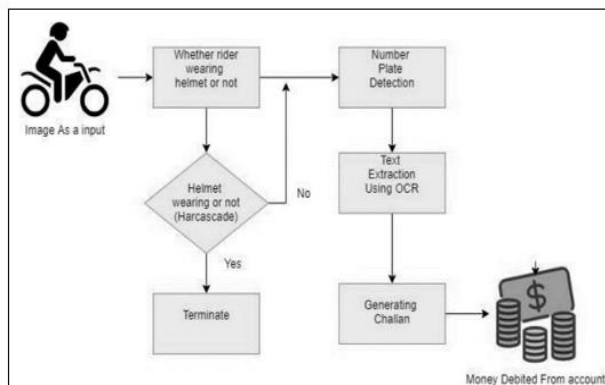 Image As a input
Whether rider
wearing
helmet or not
Helmet
wearing or not
(Harcascade)
No
Yes
Terminate
Number
Plate
Detection
Text
Extraction
Using OCR
Generating
Challan
$
Money Debited From account